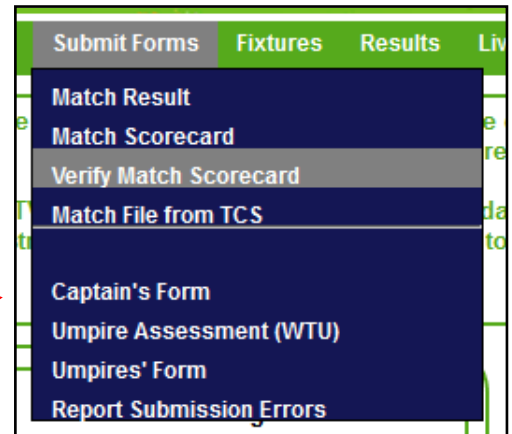 Submit Forms Fixtures Results
Match Result
Match Scorecard
Verify Match Scorecard
Match File from TCS
Captain's Form
Umpire Assessment (WTU)
Umpires' Form
Report Submission Errors